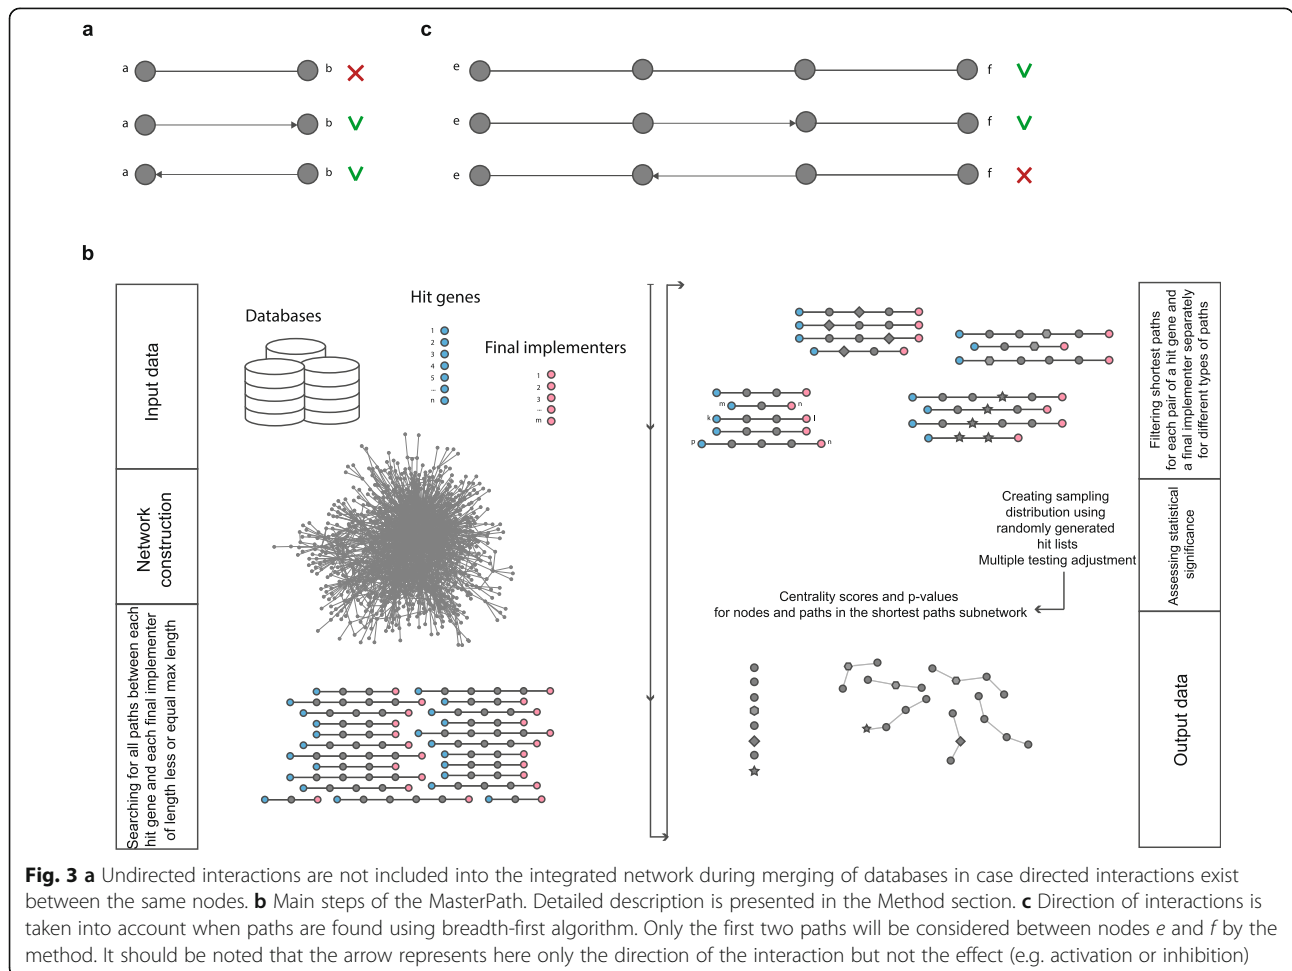 a
a b
a b
a b
c
e f
e f
e f
b
Input data
Network
construction
Searching for all paths between each
hit gene and each final implementer
of length less or equal max length
Databases
Hit genes
1
2
3
4
5
...
n
Final implementers
1
2
3
...
m
m n
k l
p n
Filtering shortest paths
for each pair of a hit gene and
a final implementer separately
for different types of paths
Creating sampling
distribution using
randomly generated
hit lists
Multiple testing adjustment
Assessing statistical
significance
Centrality scores and p-values
for nodes and paths in the shortest paths subnetwork
Output data
Fig. 3 a Undirected interactions are not included into the integrated network during merging of databases in case directed interactions exist
between the same nodes. b Main steps of the MasterPath. Detailed description is presented in the Method section. c Direction of interactions is
taken into account when paths are found using breadth-first algorithm. Only the first two paths will be considered between nodes e and f by the
method. It should be noted that the arrow represents here only the direction of the interaction but not the effect (e.g. activation or inhibition)